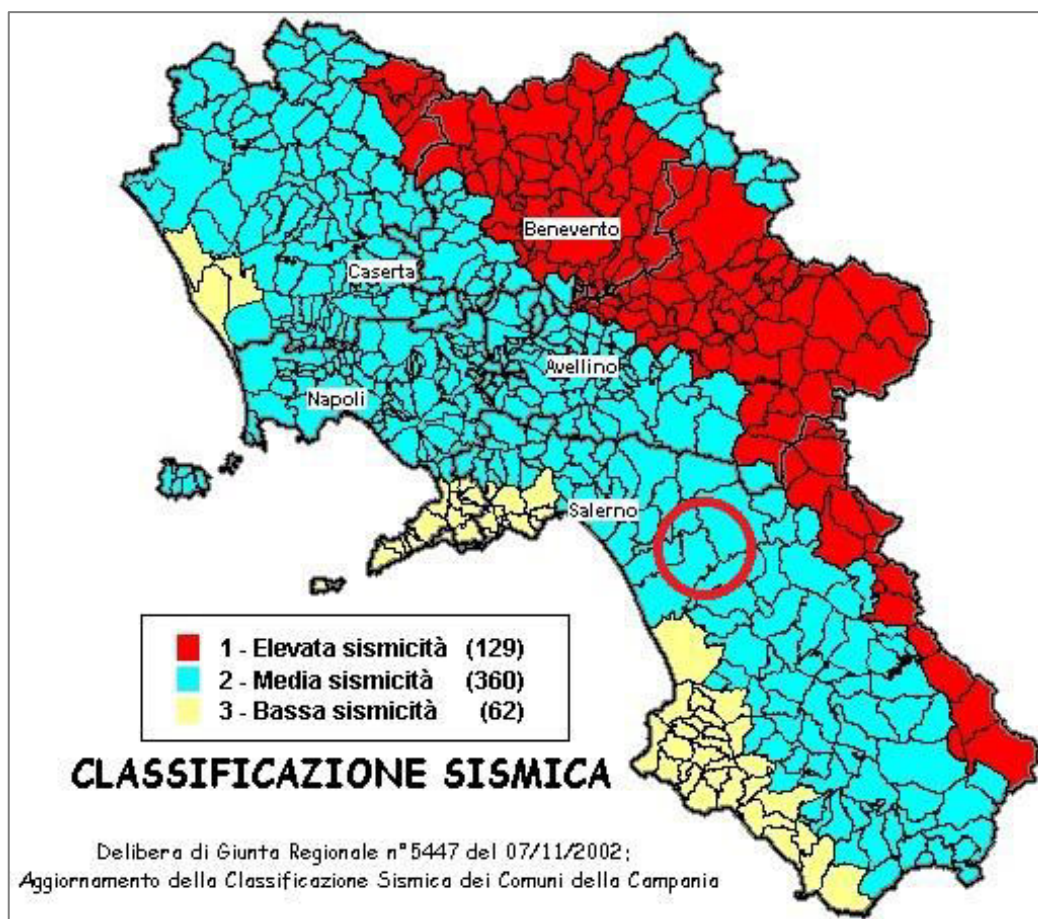 Benevento
Caserta
Avellino
Napoli
Salerno
1 - Elevata sismicità (129)
2 - Media sismicità (360)
3 - Bassa sismicità (62)
CLASSIFICAZIONE SISMICA
Delibera di Giunta Regionale n°5447 del 07/11/2002;
Aggiornamento della Classificazione Sismica dei Comuni della Campania